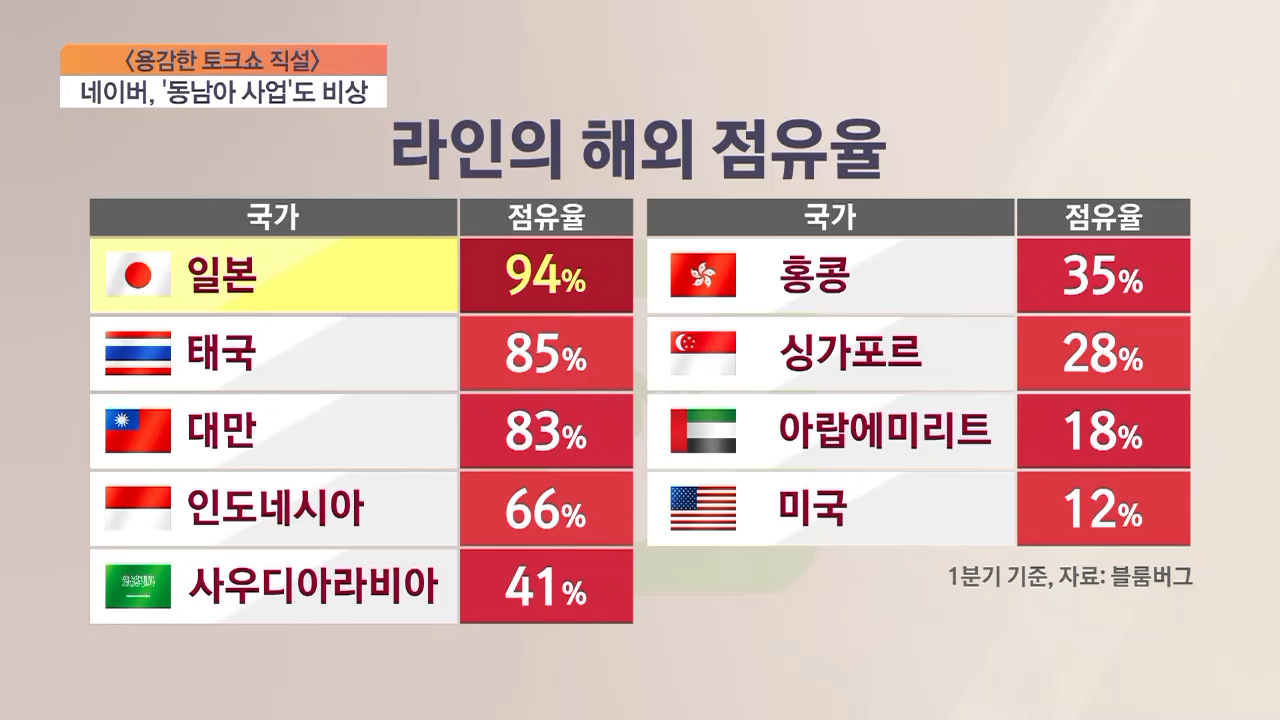 〈용감한 토크쇼 직설〉
네이버, '동남아 사업'도 비상
라인의 해외 점유율
국가 점유율
일본 94%
태국 85%
대만 83%
인도네시아 66%
사우디아라비아 41%
국가 점유율
홍콩 35%
싱가포르 28%
아랍에미리트 18%
미국 12%
1분기 기준, 자료: 블룸버그